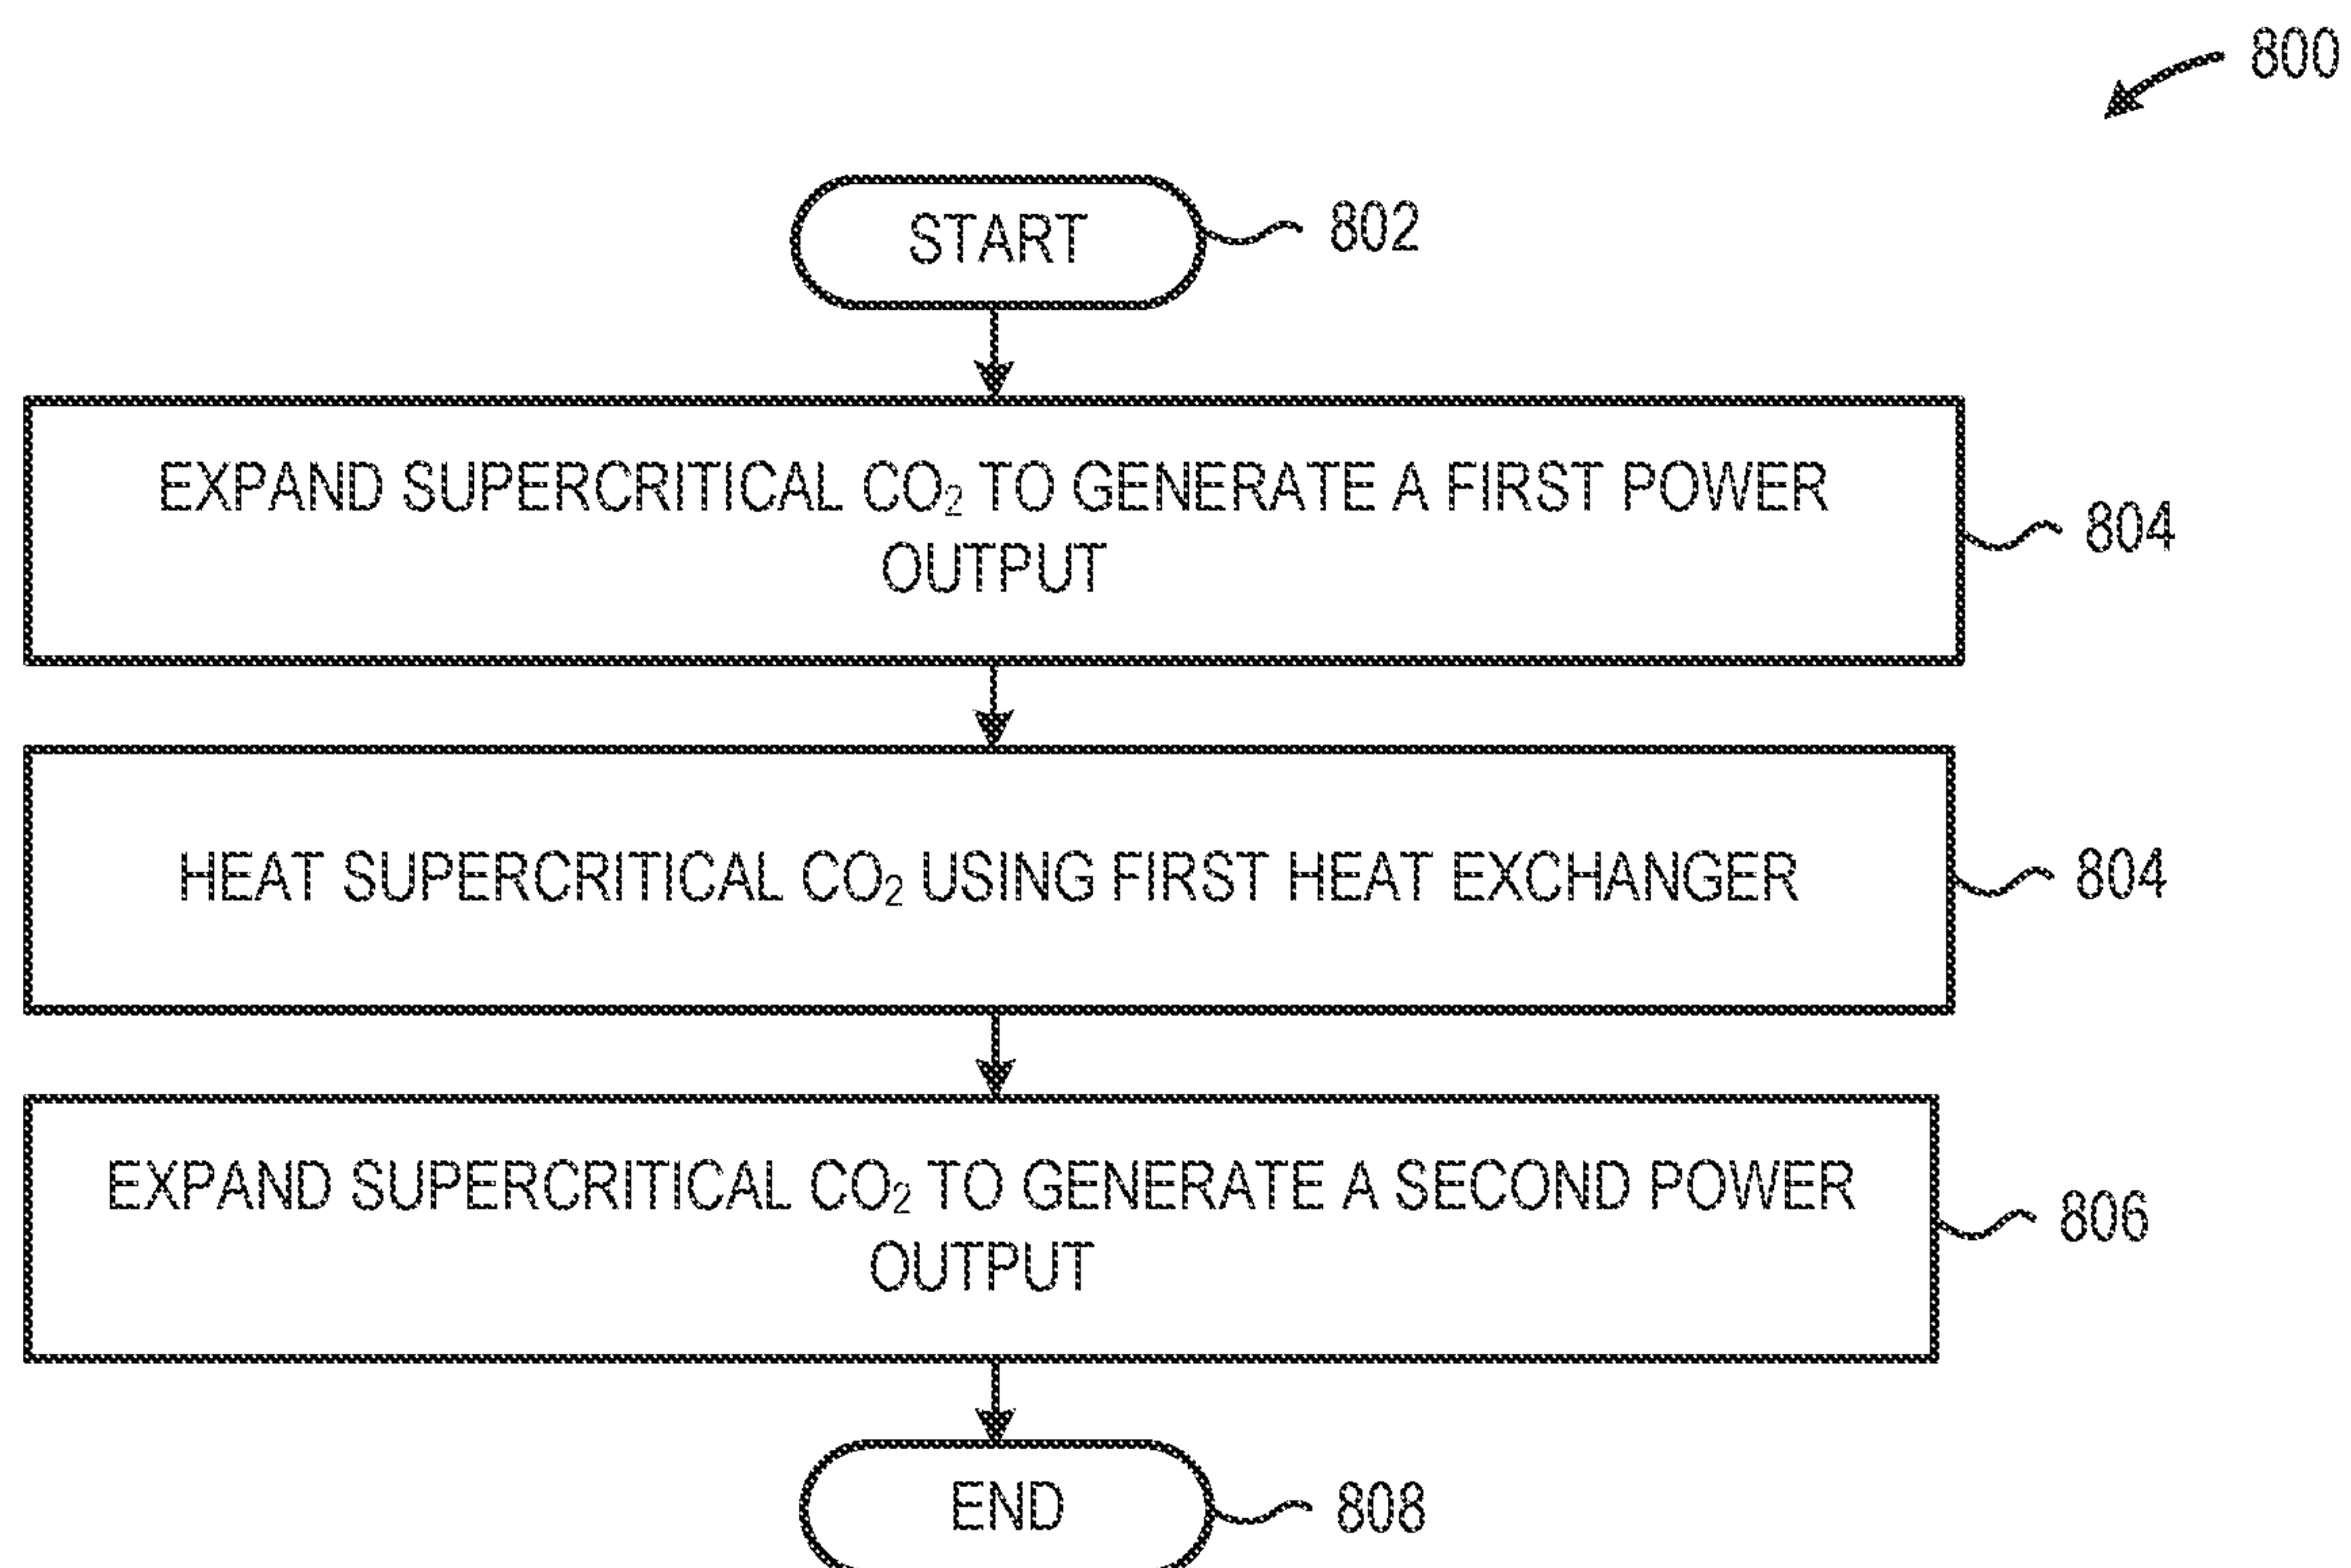 800
START
802
EXPAND SUPERCRITICAL CO₂ TO GENERATE A FIRST POWER
OUTPUT
804
HEAT SUPERCRITICAL CO₂ USING FIRST HEAT EXCHANGER
804
EXPAND SUPERCRITICAL CO₂ TO GENERATE A SECOND POWER
OUTPUT
806
END
808